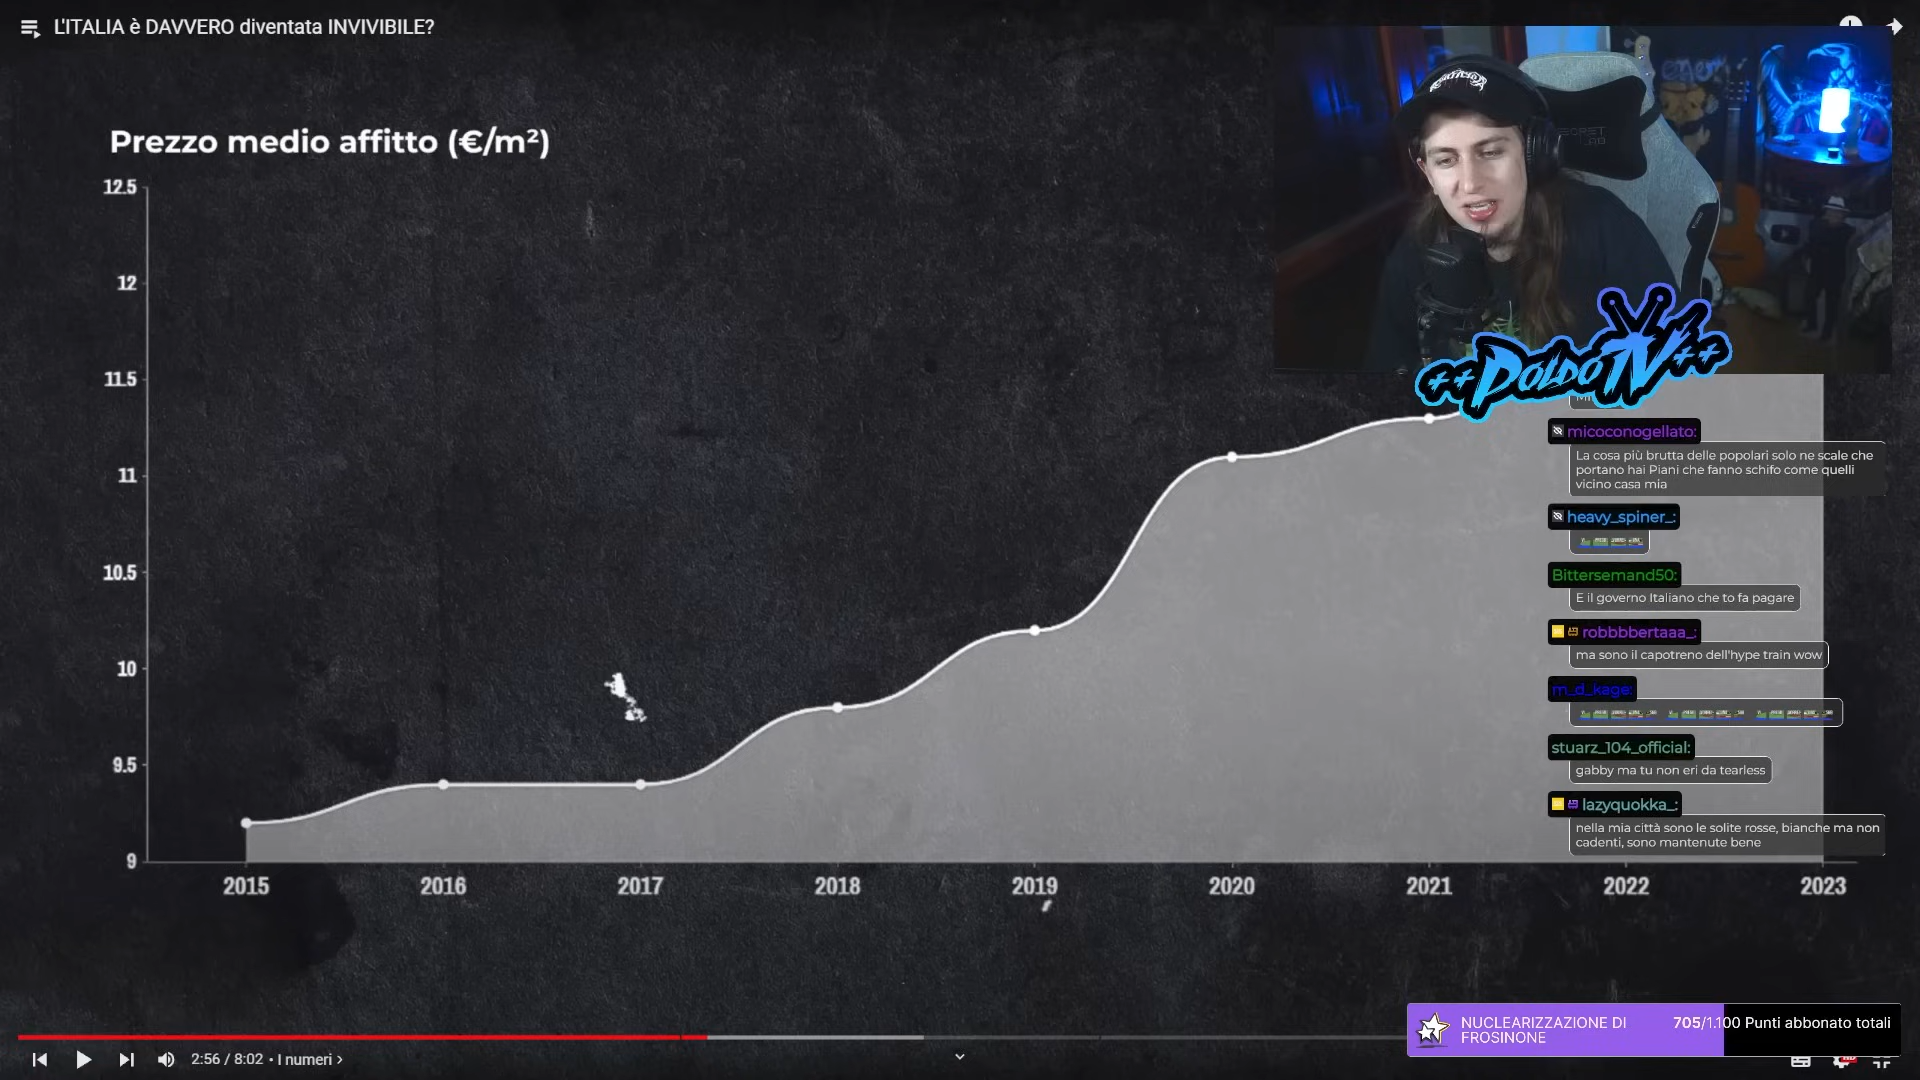 L'ITALIA è DAVVERO diventata INVIVIBILE?
Prezzo medio affitto (€/m²)
12.5
12
11.5
11
10.5
10
9.5
9
2015 2016 2017 2018 2019 2020 2021 2022 2023
++POLDOTV++
micoconogellato:
La cosa più brutta delle popolari solo ne scale che
portano hai Piani che fanno schifo come quelli
vicino casa mia
heavy_spiner_:
Bittersemand50:
E il governo Italiano che to fa pagare
robbbbertaaa_:
ma sono il capotreno dell'hype train wow
m_d_kage:
stuarz_104_official:
gabby ma tu non eri da tearless
lazyquokka_:
nella mia città sono le solite rosse, bianche ma non
cadenti, sono mantenute bene
NUCLEARIZZAZIONE DI
FROSINONE
705/1.100 Punti abbonato totali
2:56 / 8:02 • I numeri ›